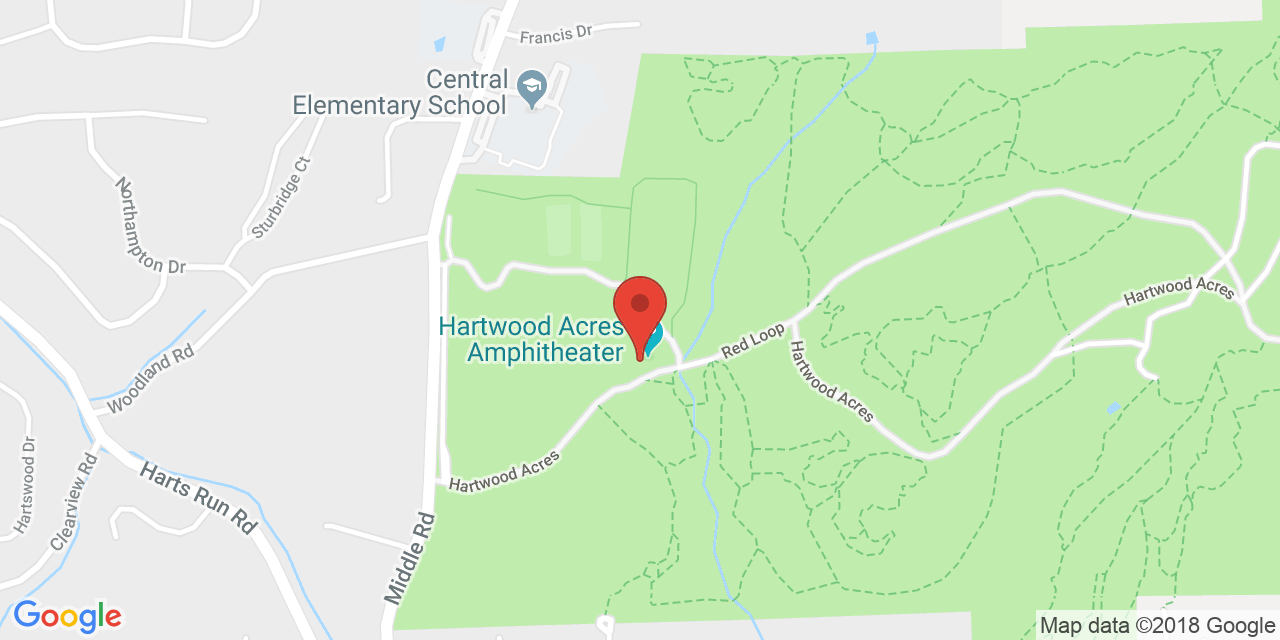 Francis Dr
Central
Elementary School
Sturbridge Ct
Northampton Dr
Hartwood Acres
Hartwood Acres
Amphitheater
Red Loop
Woodland Rd
Hartwood Acres
Hartswood Dr
Clearview Rd
Harts Run Rd
Hartwood Acres
Middle Rd
Google
Map data ©2018 Google